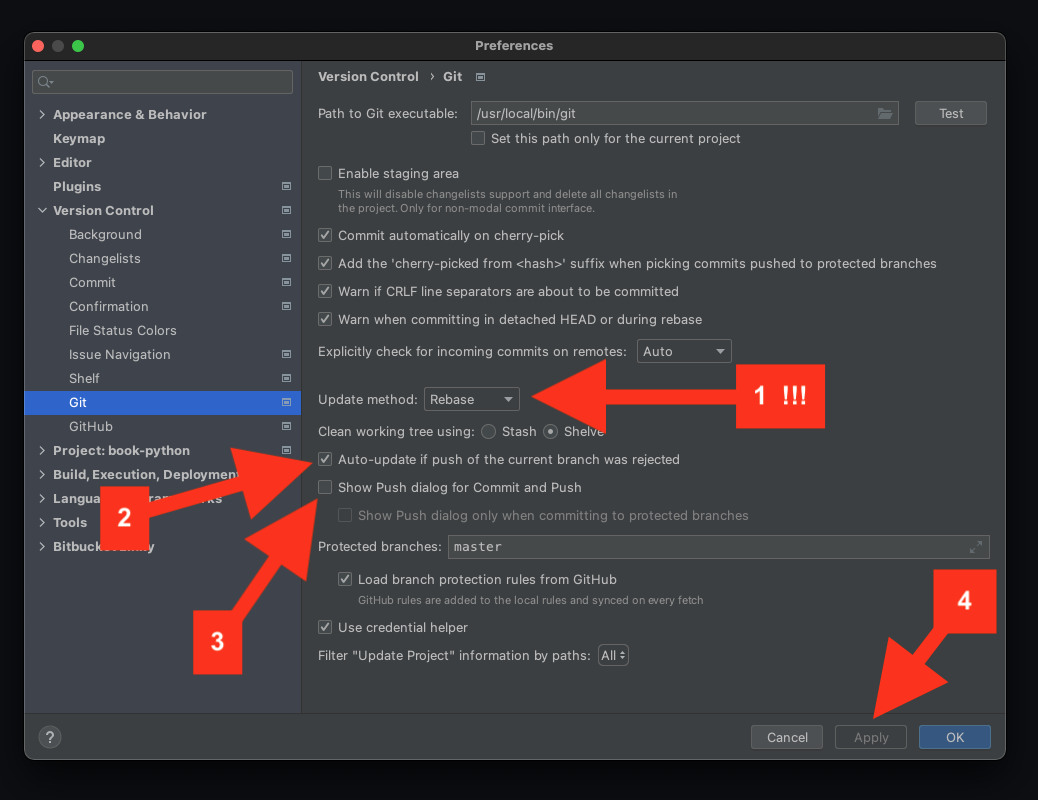 Preferences
Appearance & Behavior
Keymap
Editor
Plugins
Version Control
Background
Changelists
Commit
Confirmation
File Status Colors
Issue Navigation
Shelf
Git
GitHub
Project: book-python
Build, Execution, Deployment
Tools
Version Control › Git
Path to Git executable: /usr/local/bin/git Test
Set this path only for the current project
Enable staging area
This will disable changelists support and delete all changelists in
the project. Only for non-modal commit interface.
Commit automatically on cherry-pick
Add the 'cherry-picked from <hash>' suffix when picking commits pushed to protected branches
Warn if CRLF line separators are about to be committed
Warn when committing in detached HEAD or during rebase
Explicitly check for incoming commits on remotes: Auto
Update method: Rebase
1 !!!
Clean working tree using: Stash Shelve
Auto-update if push of the current branch was rejected
2
Show Push dialog for Commit and Push
Show Push dialog only when committing to protected branches
Protected branches: master
Load branch protection rules from GitHub
GitHub rules are added to the local rules and synced on every fetch
3
4
Use credential helper
Filter "Update Project" information by paths: All
? Cancel Apply OK